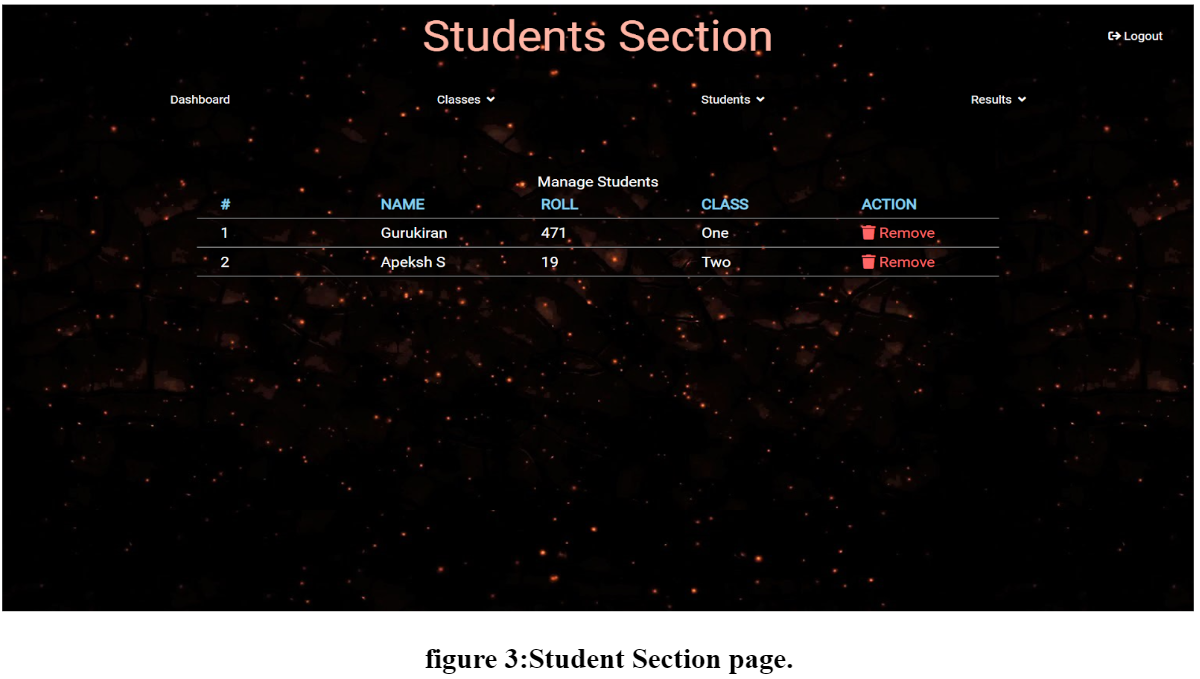 Students Section
Logout
Dashboard Classes Students Results
Manage Students
# NAME ROLL CLASS ACTION
1 Gurukiran 471 One Remove
2 Apeksh S 19 Two Remove
figure 3:Student Section page.